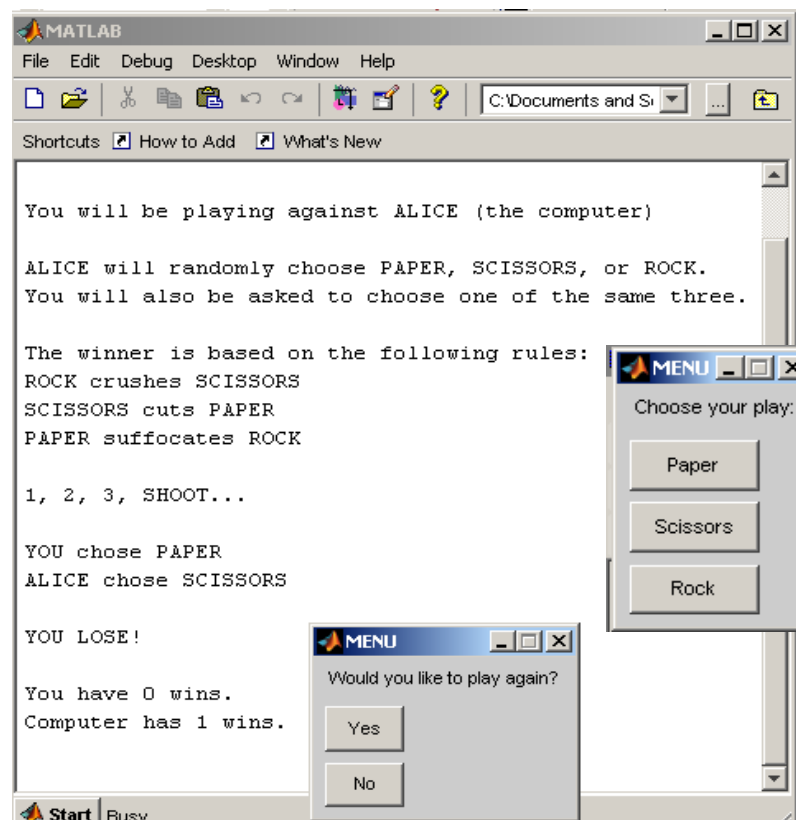 MATLAB
File Edit Debug Desktop Window Help
C:\Documents and S
...
Shortcuts How to Add What's New
You will be playing against ALICE (the computer)
ALICE will randomly choose PAPER, SCISSORS, or ROCK.
You will also be asked to choose one of the same three.
The winner is based on the following rules:
ROCK crushes SCISSORS
SCISSORS cuts PAPER
PAPER suffocates ROCK
1, 2, 3, SHOOT...
YOU chose PAPER
ALICE chose SCISSORS
YOU LOSE!
You have 0 wins.
Computer has 1 wins.
MENU
Choose your play:
Paper
Scissors
Rock
MENU
Would you like to play again?
Yes
No
Start Busy